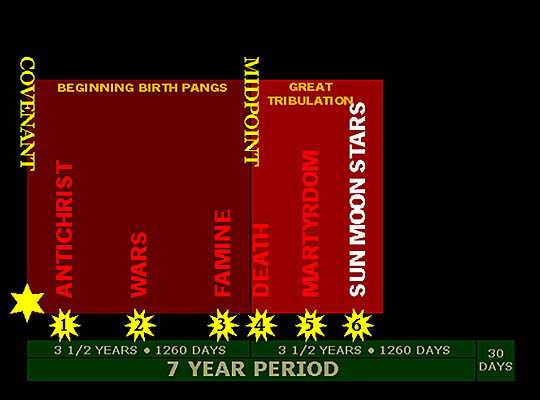 COVENANT
BEGINNING BIRTH PANGS
MIDPOINT
GREAT
TRIBULATION
ANTICHRIST
WARS
FAMINE
DEATH
MARTYRDOM
SUN MOON STARS
1
2
3
4
5
6
3 1/2 YEARS • 1260 DAYS
3 1/2 YEARS • 1260 DAYS
30
DAYS
7 YEAR PERIOD